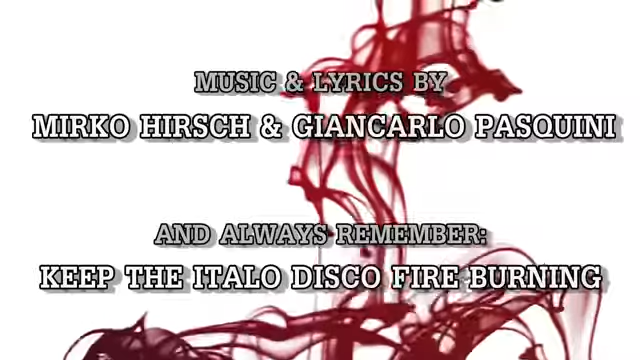 MUSIC & LYRICS BY
MIRKO HIRSCH & GIANCARLO PASQUINI
AND ALWAYS REMEMBER:
KEEP THE ITALO DISCO FIRE BURNING